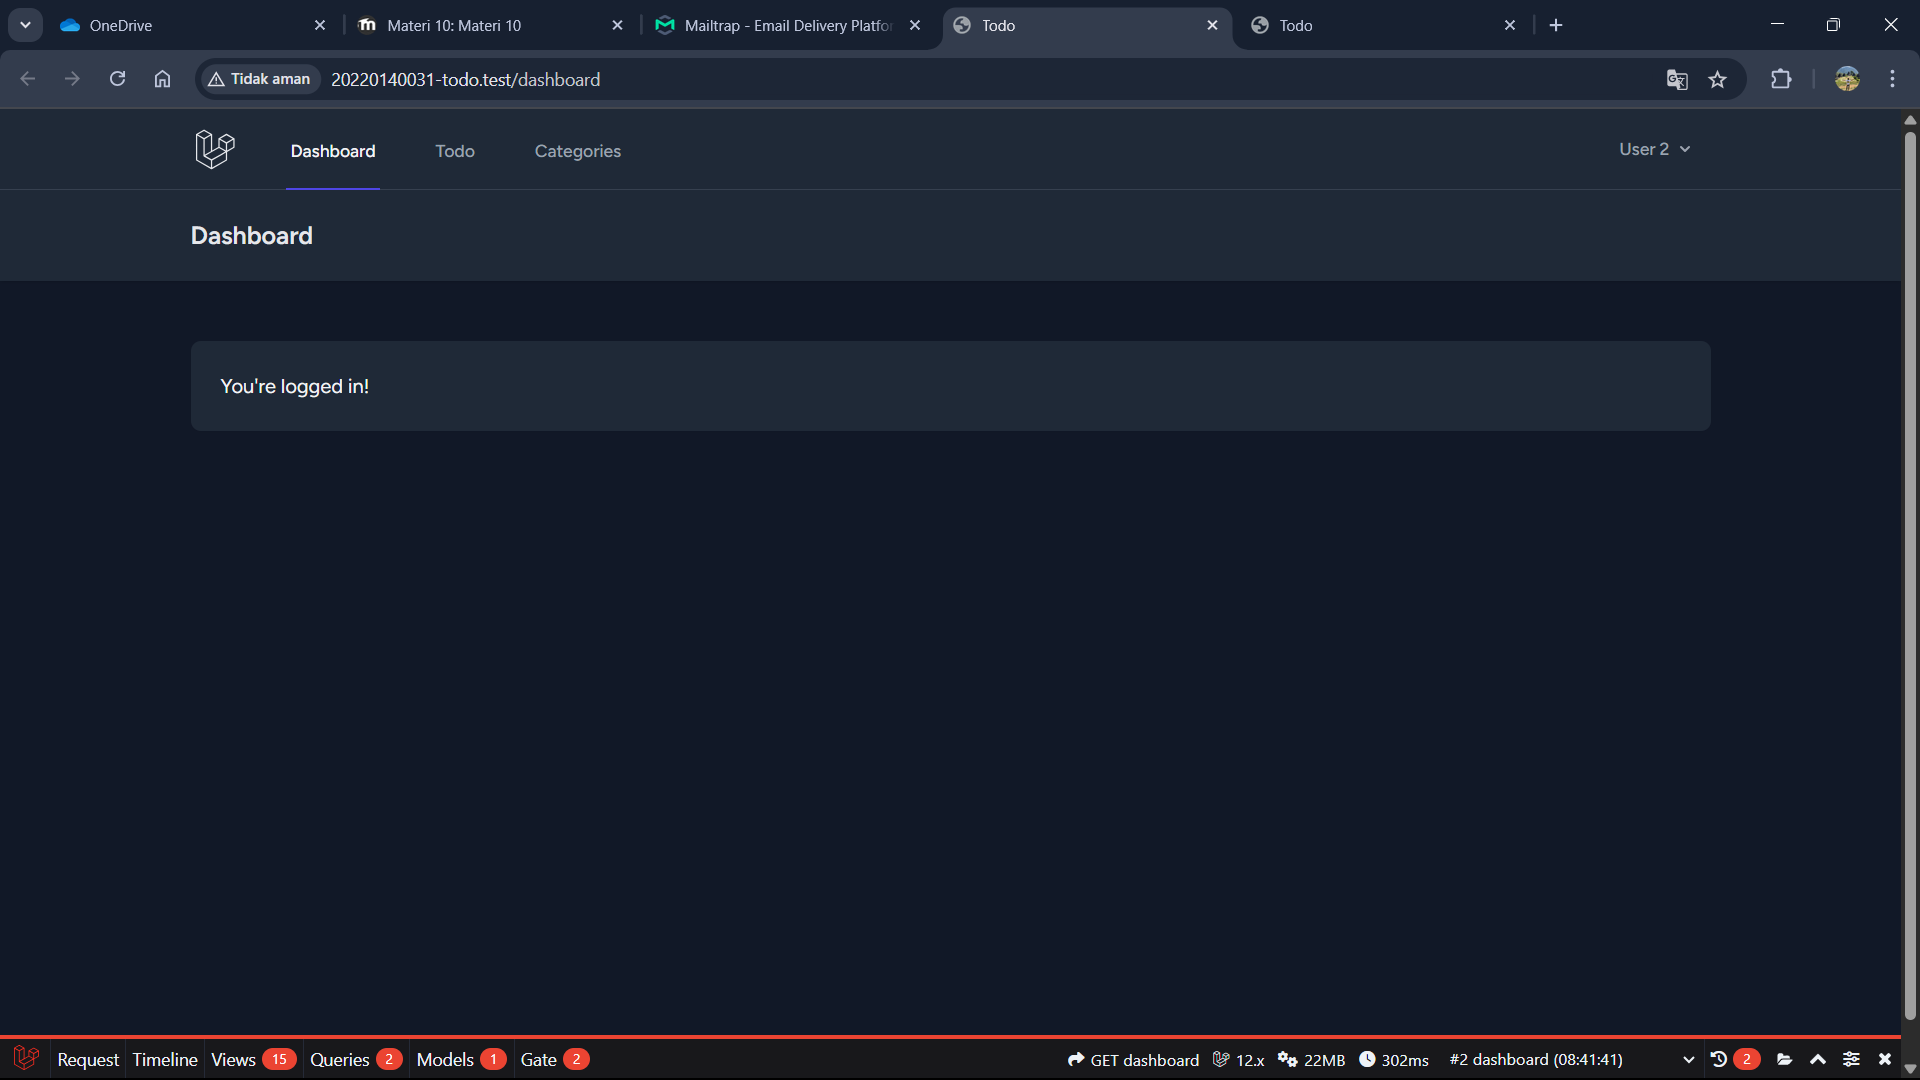 OneDrive
Materi 10: Materi 10
Mailtrap - Email Delivery Platfor
Todo
Todo
Tidak aman
20220140031-todo.test/dashboard
Dashboard
Todo
Categories
User 2
Dashboard
You're logged in!
Request
Timeline
Views 15
Queries 2
Models 1
Gate 2
GET dashboard
12.x
22MB
302ms
#2 dashboard (08:41:41)
2